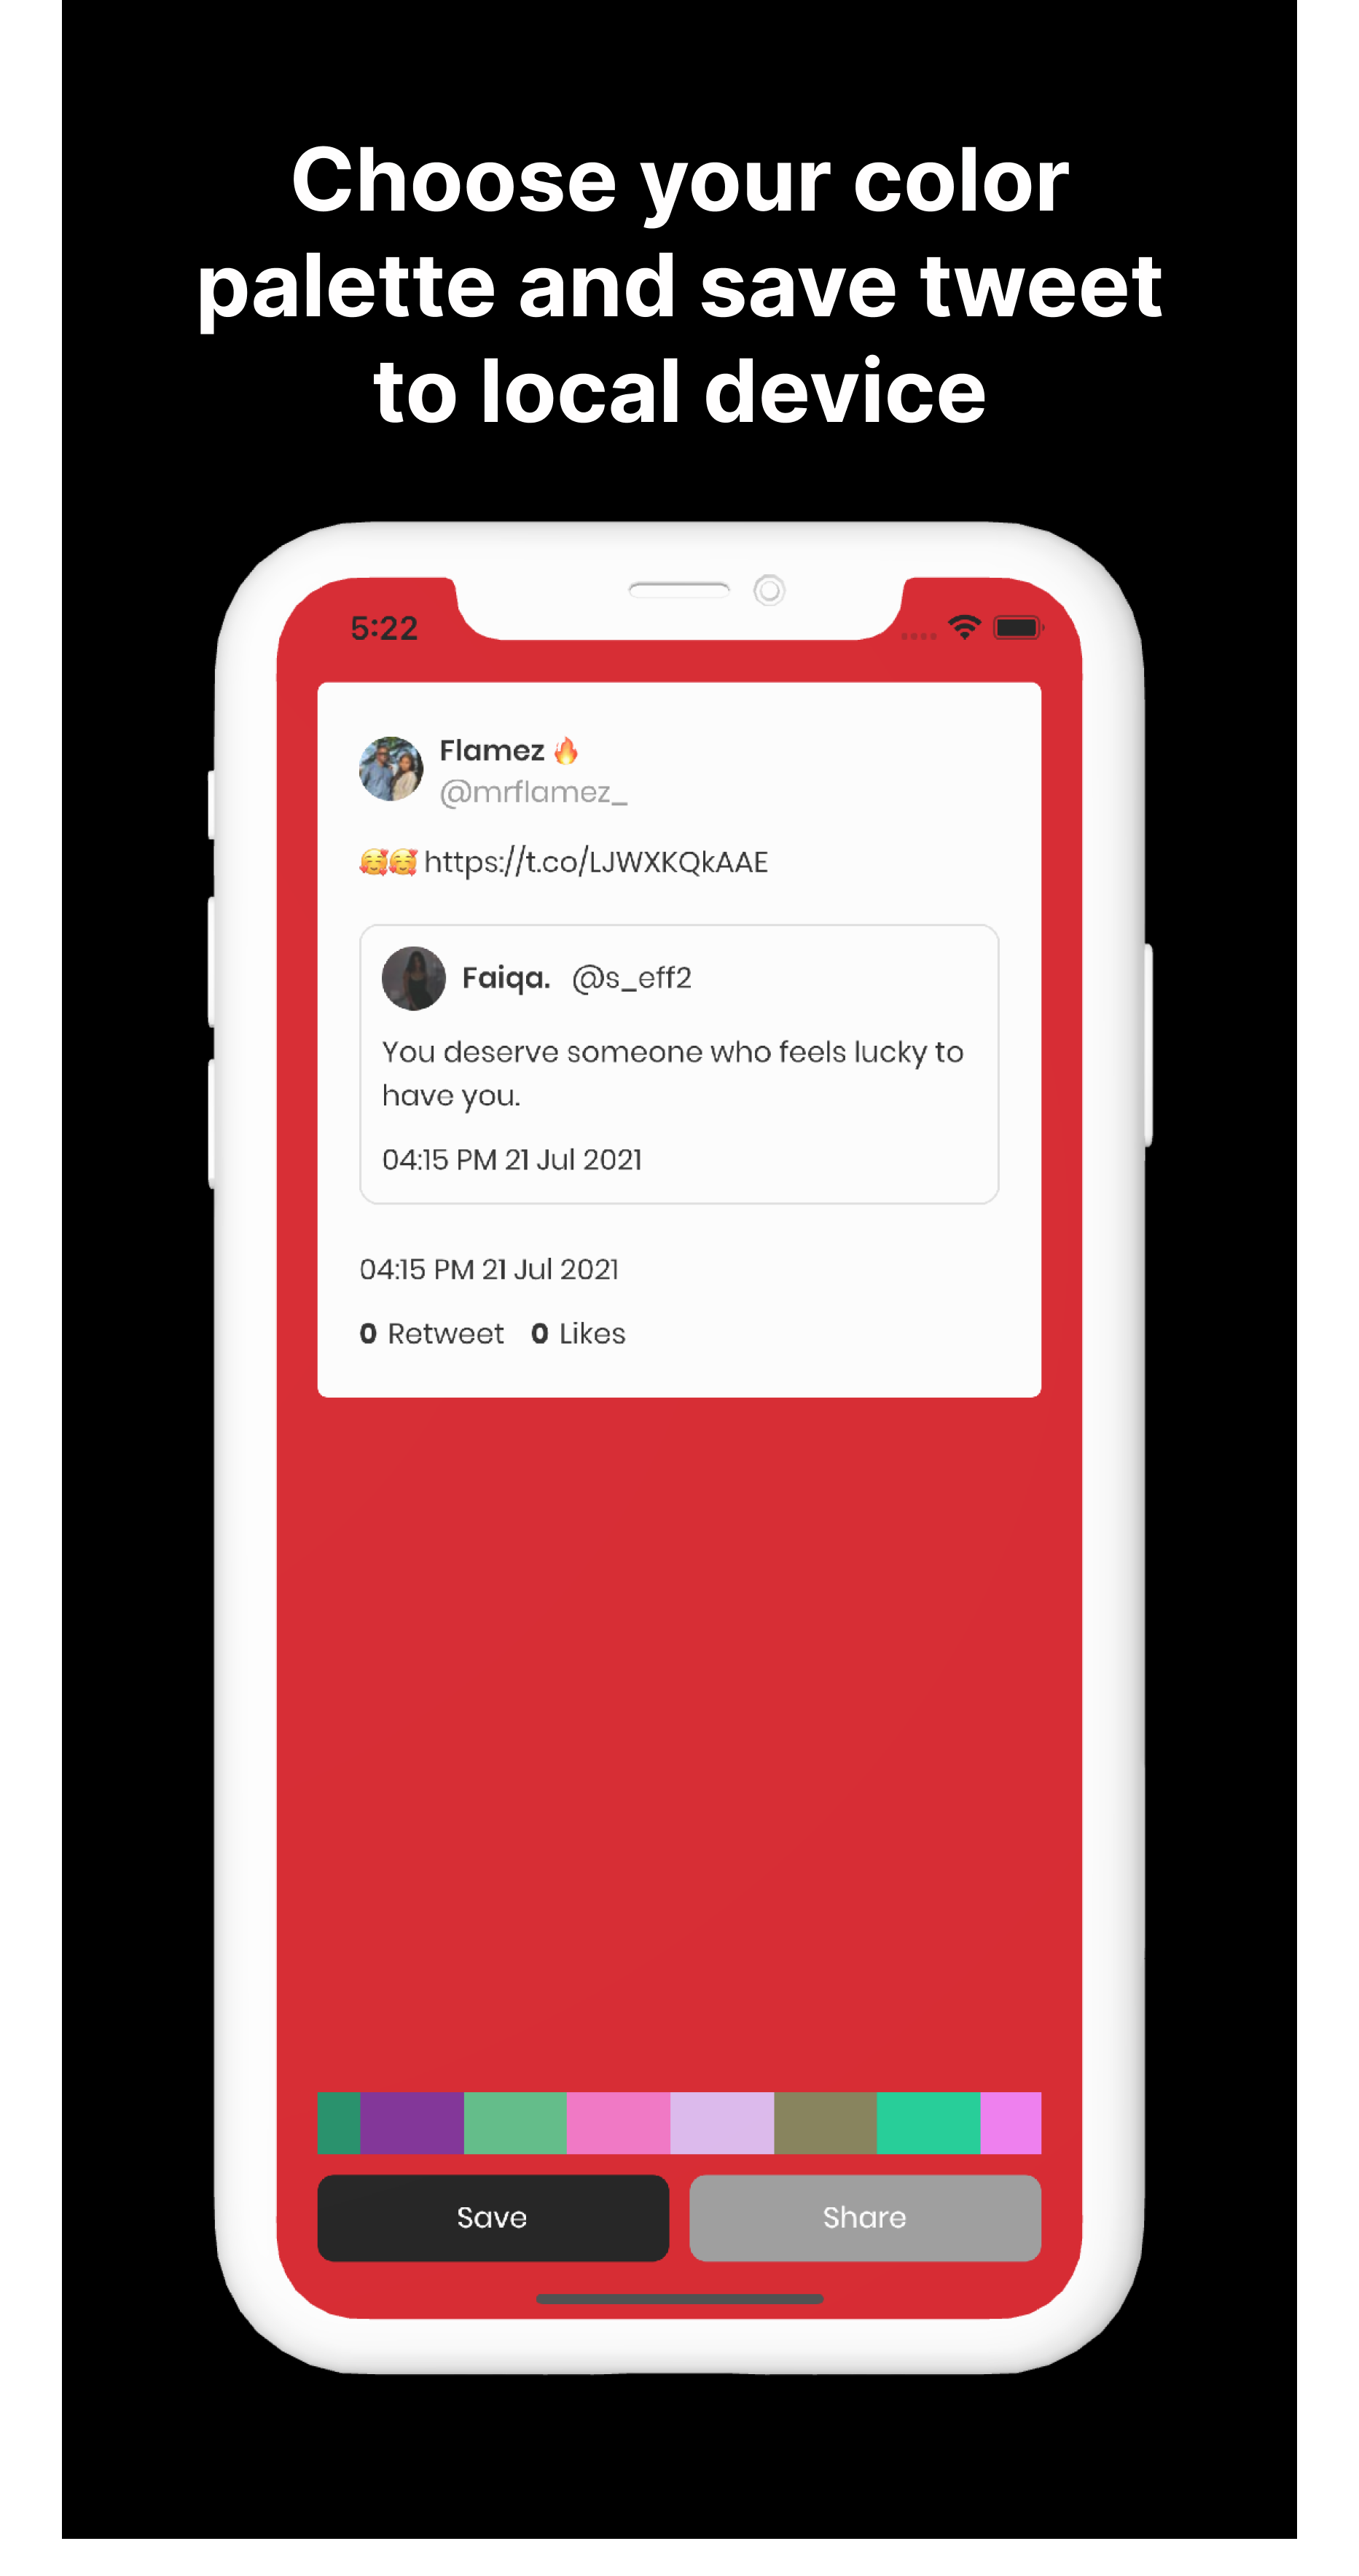 Choose your color
palette and save tweet
to local device
5:22
Flamez 🔥
@mrflamez_
🥰🥰 https://t.co/LJWXKQkAAE
Faiqa. @s_eff2
You deserve someone who feels lucky to
have you.
04:15 PM 21 Jul 2021
04:15 PM 21 Jul 2021
0 Retweet 0 Likes
Save Share